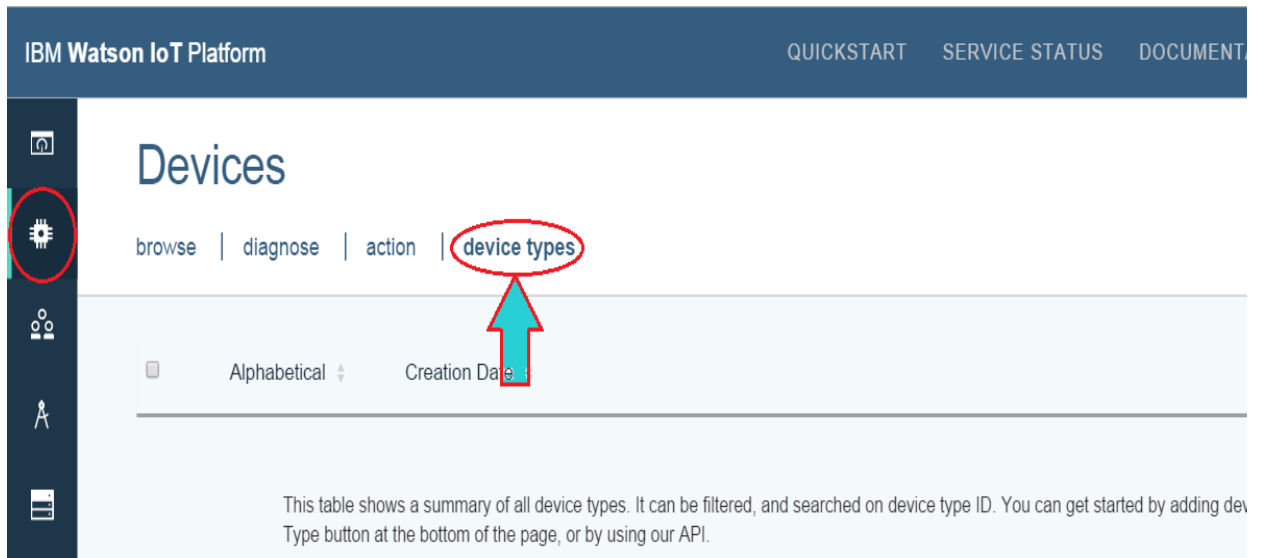 IBM Watson IoT Platform QUICKSTART SERVICE STATUS
Devices
browse | diagnose | action | device types
Alphabetical Creation Date
This table shows a summary of all device types. It can be filtered, and searched on device type ID. You can get started by adding
Type button at the bottom of the page, or by using our API.